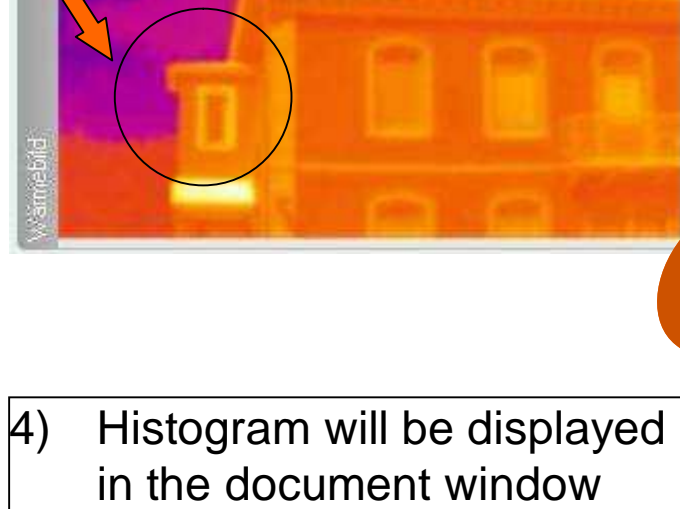 Wärmebild
4) Histogram will be displayed
in the document window